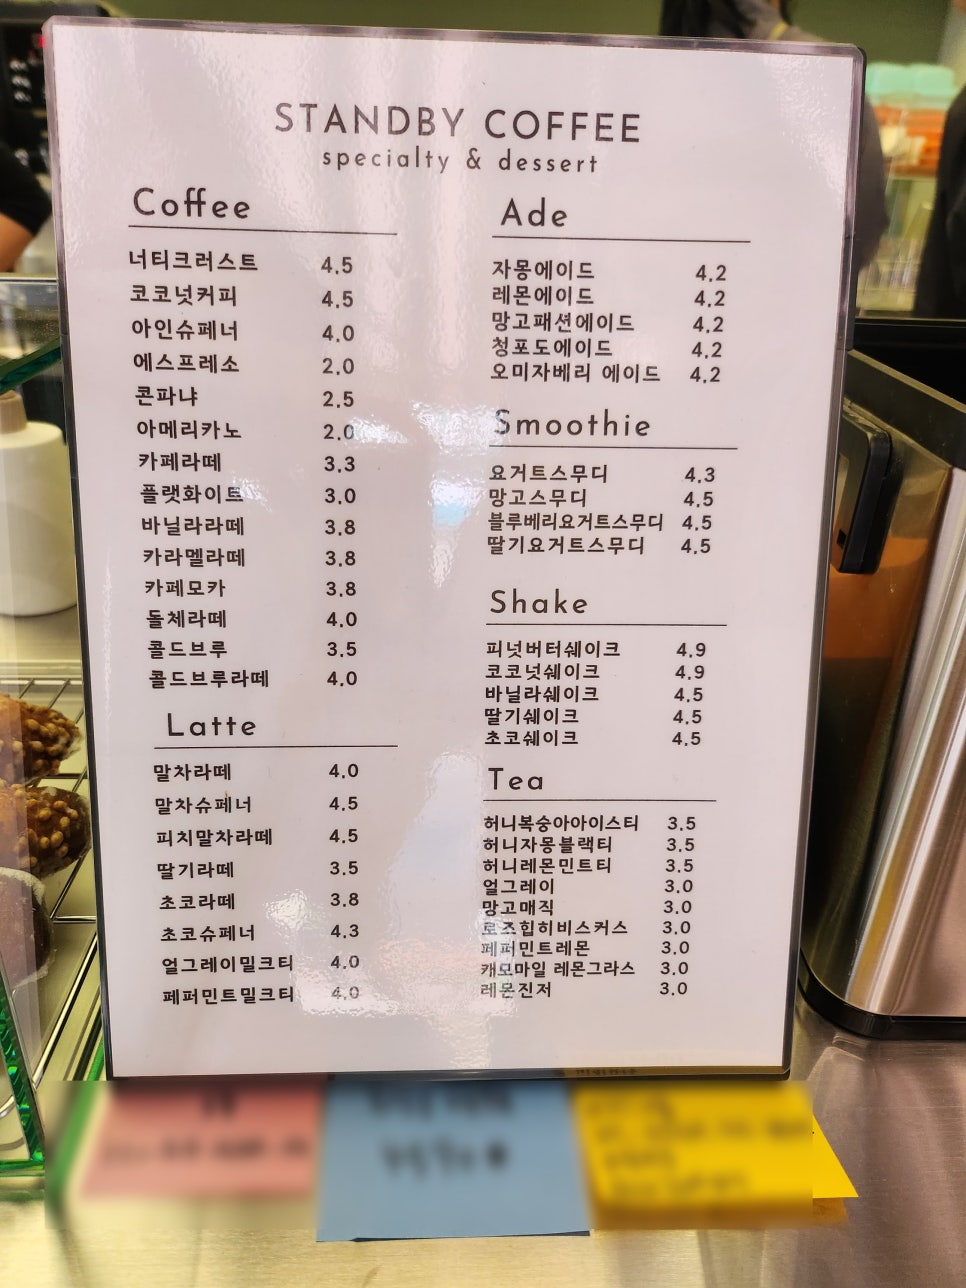 STANDBY COFFEE
specialty & dessert
Coffee
너티크러스트 4.5
코코넛커피 4.5
아인슈페너 4.0
에스프레소 2.0
콘파냐 2.5
아메리카노 2.0
카페라떼 3.3
플랫화이트 3.0
바닐라라떼 3.8
카라멜라떼 3.8
카페모카 3.8
돌체라떼 4.0
콜드브루 3.5
콜드브루라떼 4.0
Latte
말차라떼 4.0
말차슈페너 4.5
피치말차라떼 4.5
딸기라떼 3.5
초코라떼 3.8
초코슈페너 4.3
얼그레이밀크티 4.0
페퍼민트밀크티 4.0
Ade
자몽에이드 4.2
레몬에이드 4.2
망고패션에이드 4.2
청포도에이드 4.2
오미자베리 에이드 4.2
Smoothie
요거트스무디 4.3
망고스무디 4.5
블루베리요거트스무디 4.5
딸기요거트스무디 4.5
Shake
피넛버터쉐이크 4.9
코코넛쉐이크 4.9
바닐라쉐이크 4.5
딸기쉐이크 4.5
초코쉐이크 4.5
Tea
허니복숭아아이스티 3.5
허니자몽블랙티 3.5
허니레몬민트티 3.5
얼그레이 3.0
망고매직 3.0
로즈힙히비스커스 3.0
페퍼민트레몬 3.0
캐모마일 레몬그라스 3.0
레몬진저 3.0